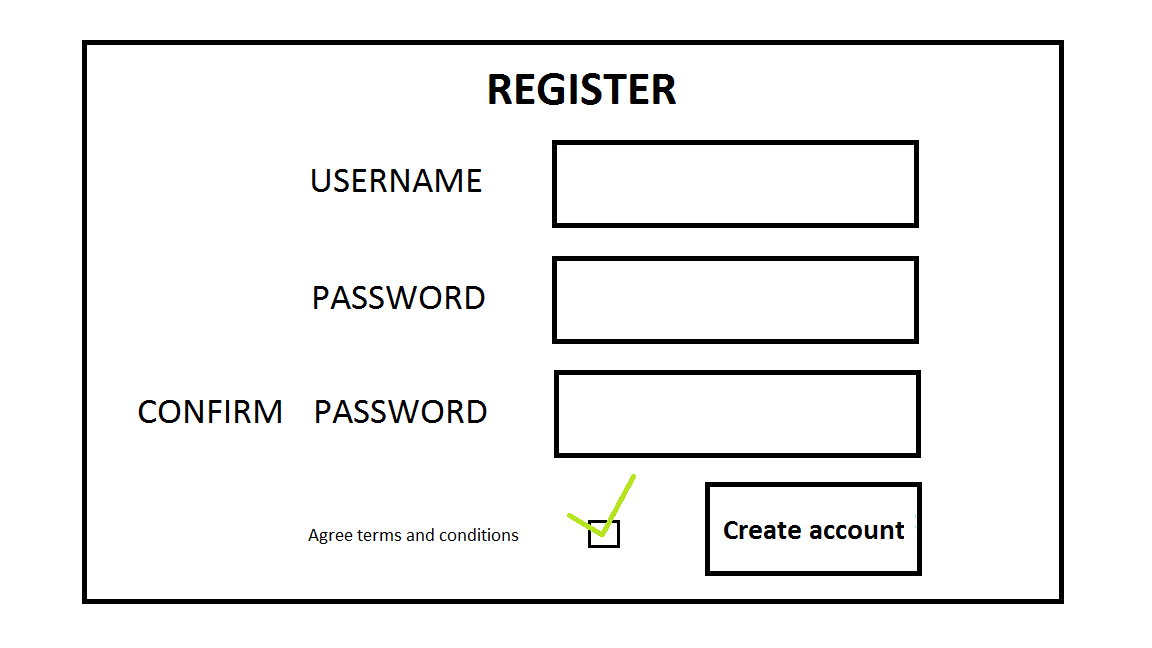 REGISTER
USERNAME
PASSWORD
CONFIRM PASSWORD
Agree terms and conditions
Create account